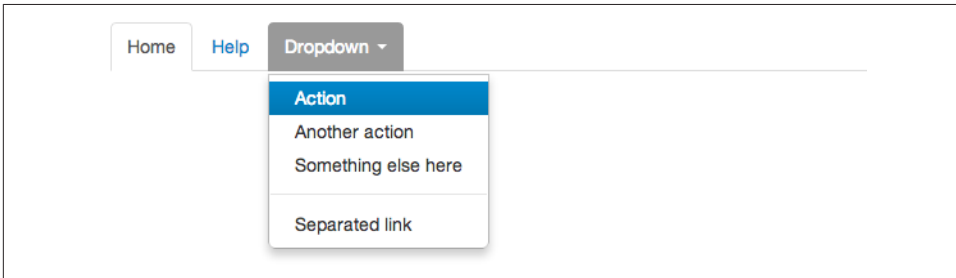 Home Help Dropdown
Action
Another action
Something else here
Separated link